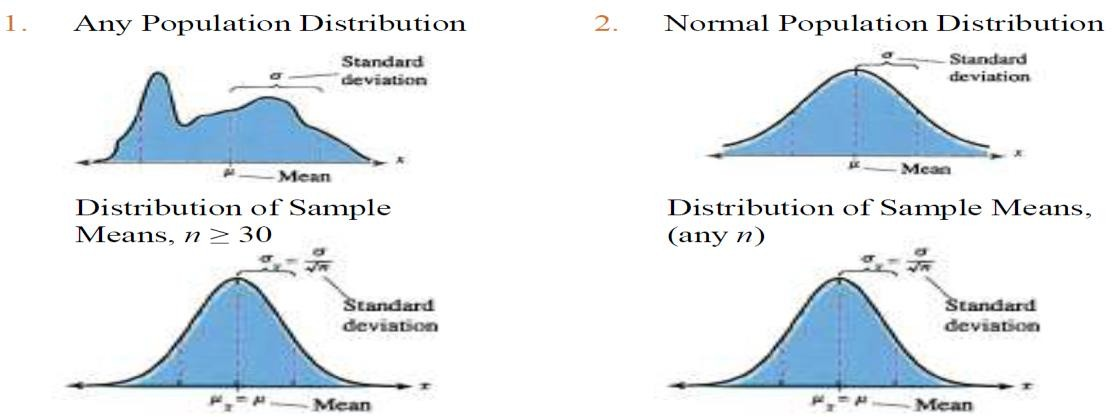 1. Any Population Distribution
σ
Standard
deviation
μ
Mean
x
Distribution of Sample
Means, n ≥ 30
σx̄ = σ/√n
Standard
deviation
μx̄ = μ
Mean
x̄
2. Normal Population Distribution
σ
Standard
deviation
μ
Mean
x
Distribution of Sample Means,
(any n)
σx̄ = σ/√n
Standard
deviation
μx̄ = μ
Mean
x̄